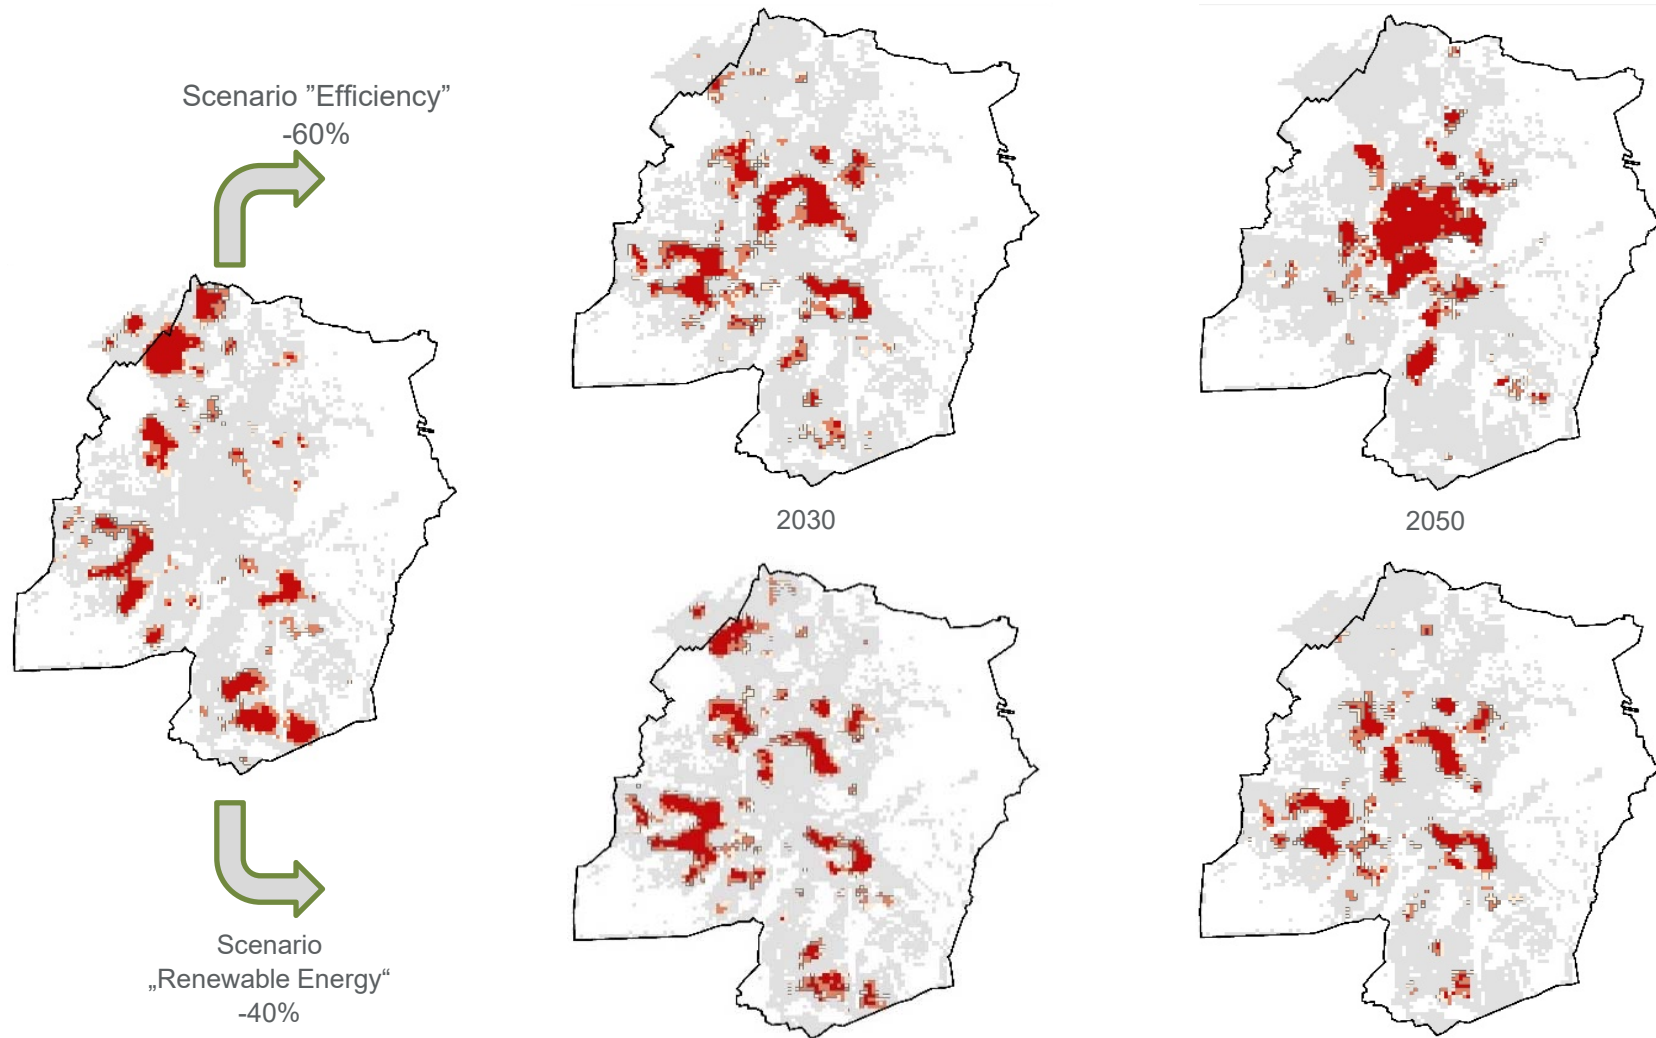 Scenario ”Efficiency”
-60%
2030
2050
Scenario
„Renewable Energy“
-40%